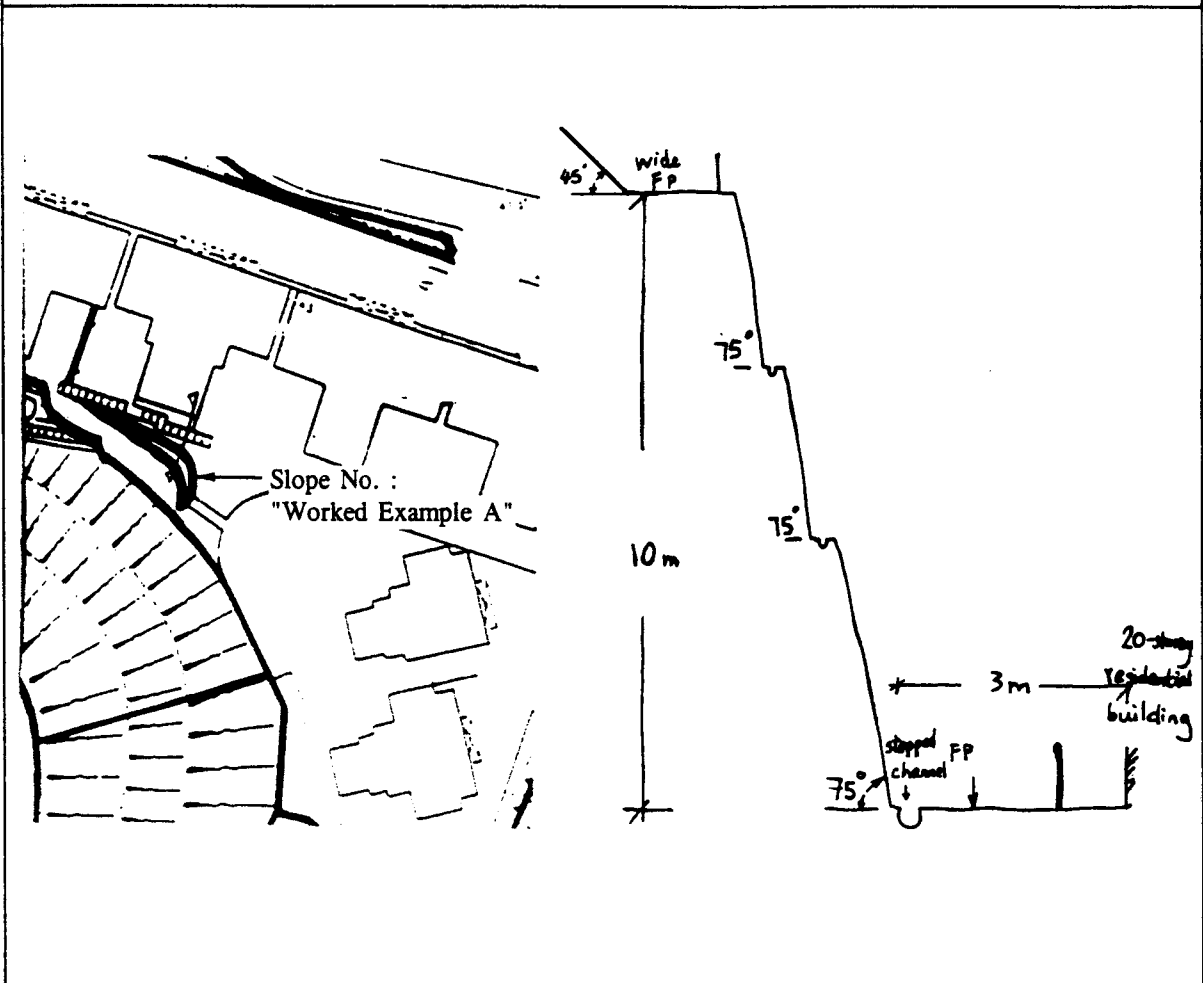 Slope No. :
"Worked Example A"
45°
wide
FP
75°
75°
10 m
20-storey
residential
building
3 m
stepped
channel
FP
75°